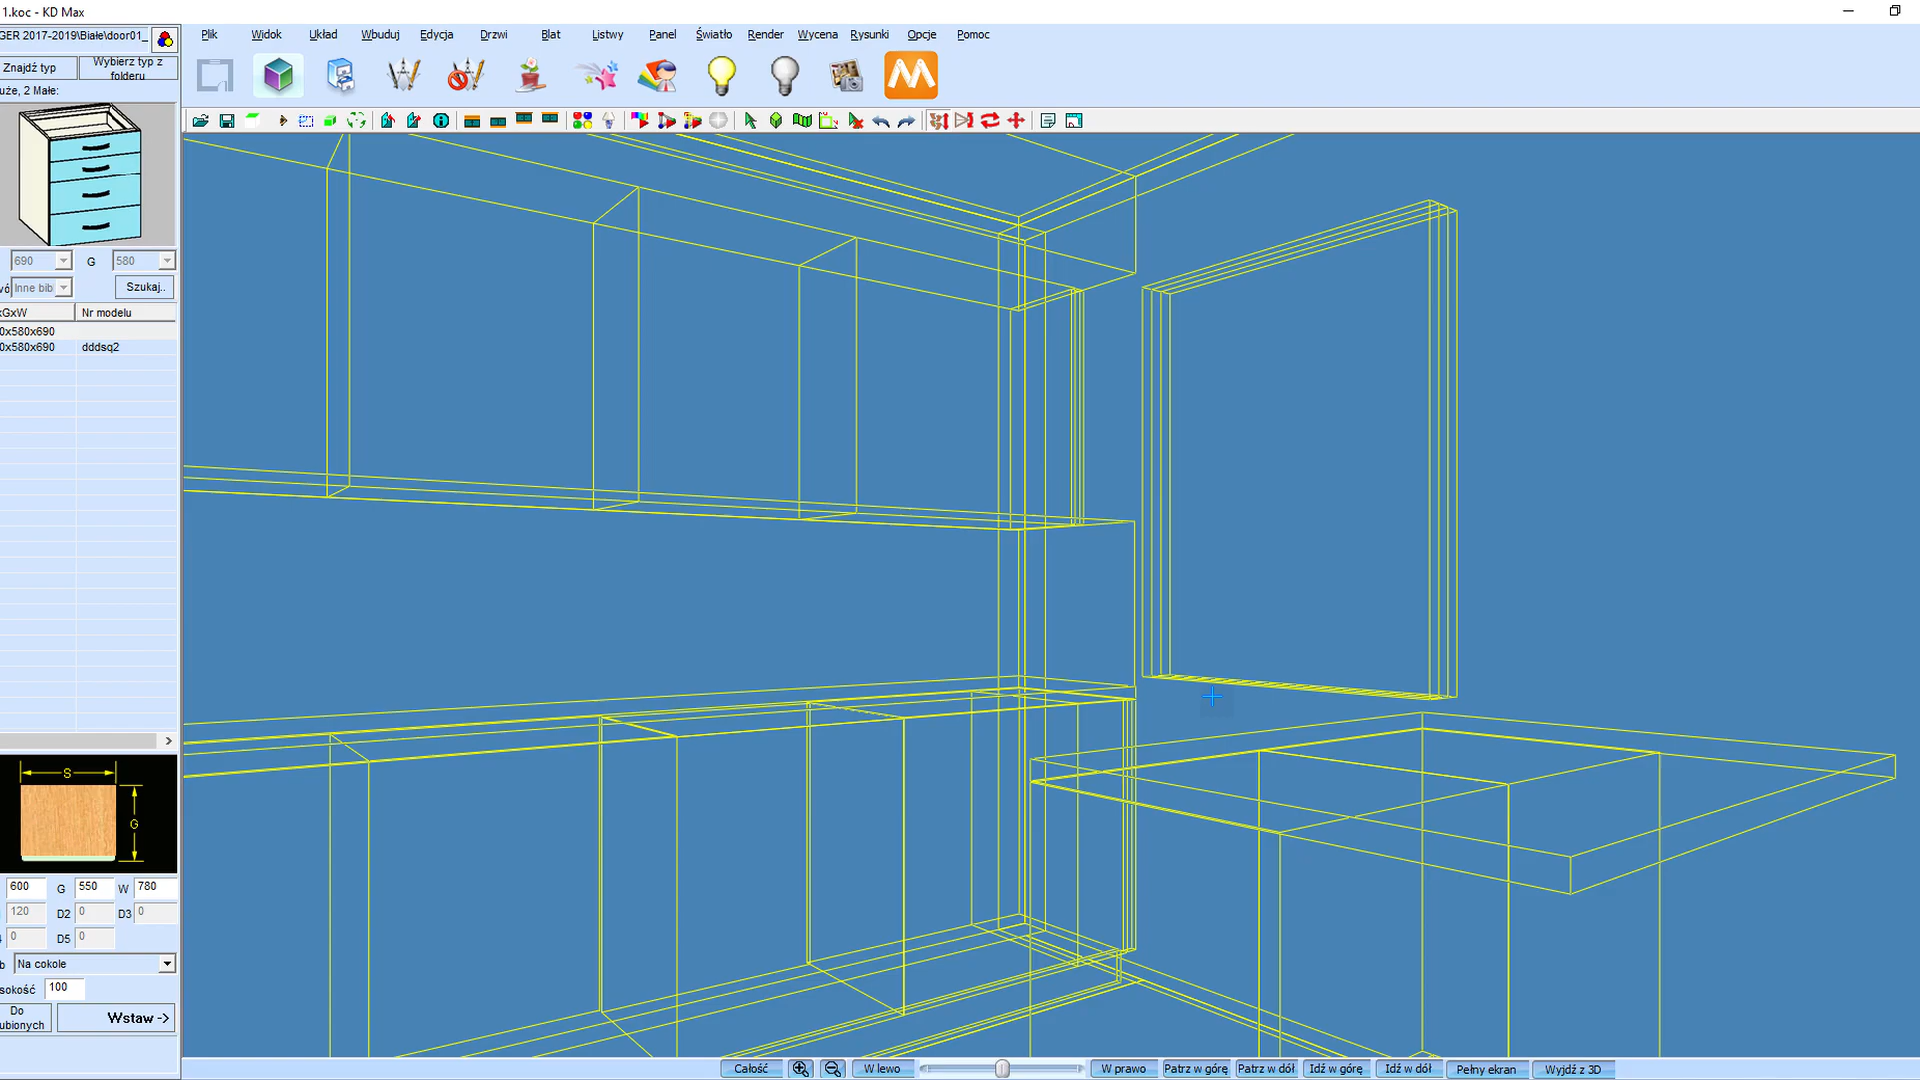 1.koc - KD Max
GER 2017-2019\Białe\door01_
Plik Widok Układ Wbuduj Edycja Drzwi Blat Listwy Panel Światło Render Wycena Rysunki Opcje Pomoc
Znajdź typ
Wybierz typ z
folderu
uże, 2 Małe:
690 G 580
Inne bib Szukaj..
xGxW Nr modelu
0x580x690
0x580x690 dddsq2
S
G
600 G 550 W 780
120 D2 0 D3 0
0 D5 0
b Na cokole
sokość 100
Do
ubionych
Wstaw ->
Całość W lewo W prawo Patrz w górę Patrz w dół Idź w górę Idź w dół Pełny ekran Wyjdź z 3D